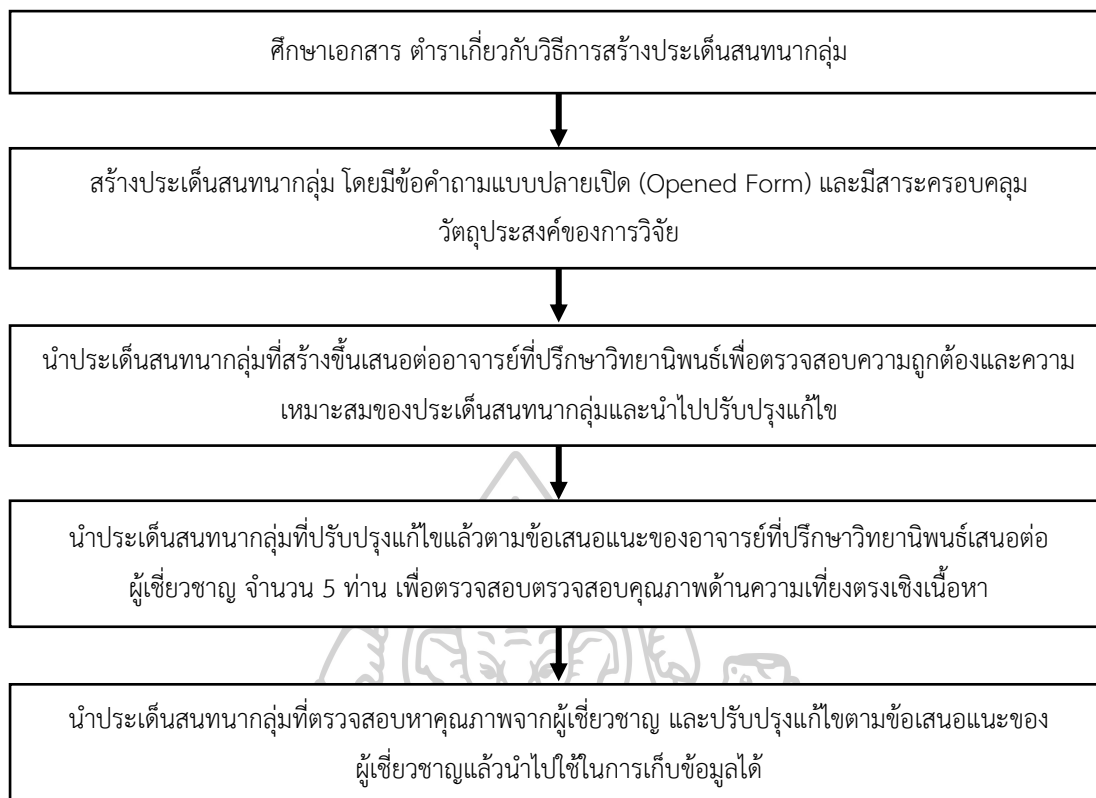 ศึกษาเอกสาร ตำราเกี่ยวกับวิธีการสร้างประเด็นสนทนากลุ่ม
สร้างประเด็นสนทนากลุ่ม โดยมีข้อคำถามแบบปลายเปิด (Opened Form) และมีสาระครอบคลุม
วัตถุประสงค์ของการวิจัย
นำประเด็นสนทนากลุ่มที่สร้างขึ้นเสนอต่ออาจารย์ที่ปรึกษาวิทยานิพนธ์เพื่อตรวจสอบความถูกต้องและความ
เหมาะสมของประเด็นสนทนากลุ่มและนำไปปรับปรุงแก้ไข
นำประเด็นสนทนากลุ่มที่ปรับปรุงแก้ไขแล้วตามข้อเสนอแนะของอาจารย์ที่ปรึกษาวิทยานิพนธ์เสนอต่อ
ผู้เชี่ยวชาญ จำนวน 5 ท่าน เพื่อตรวจสอบตรวจสอบคุณภาพด้านความเที่ยงตรงเชิงเนื้อหา
นำประเด็นสนทนากลุ่มที่ตรวจสอบหาคุณภาพจากผู้เชี่ยวชาญ และปรับปรุงแก้ไขตามข้อเสนอแนะของ
ผู้เชี่ยวชาญแล้วนำไปใช้ในการเก็บข้อมูลได้